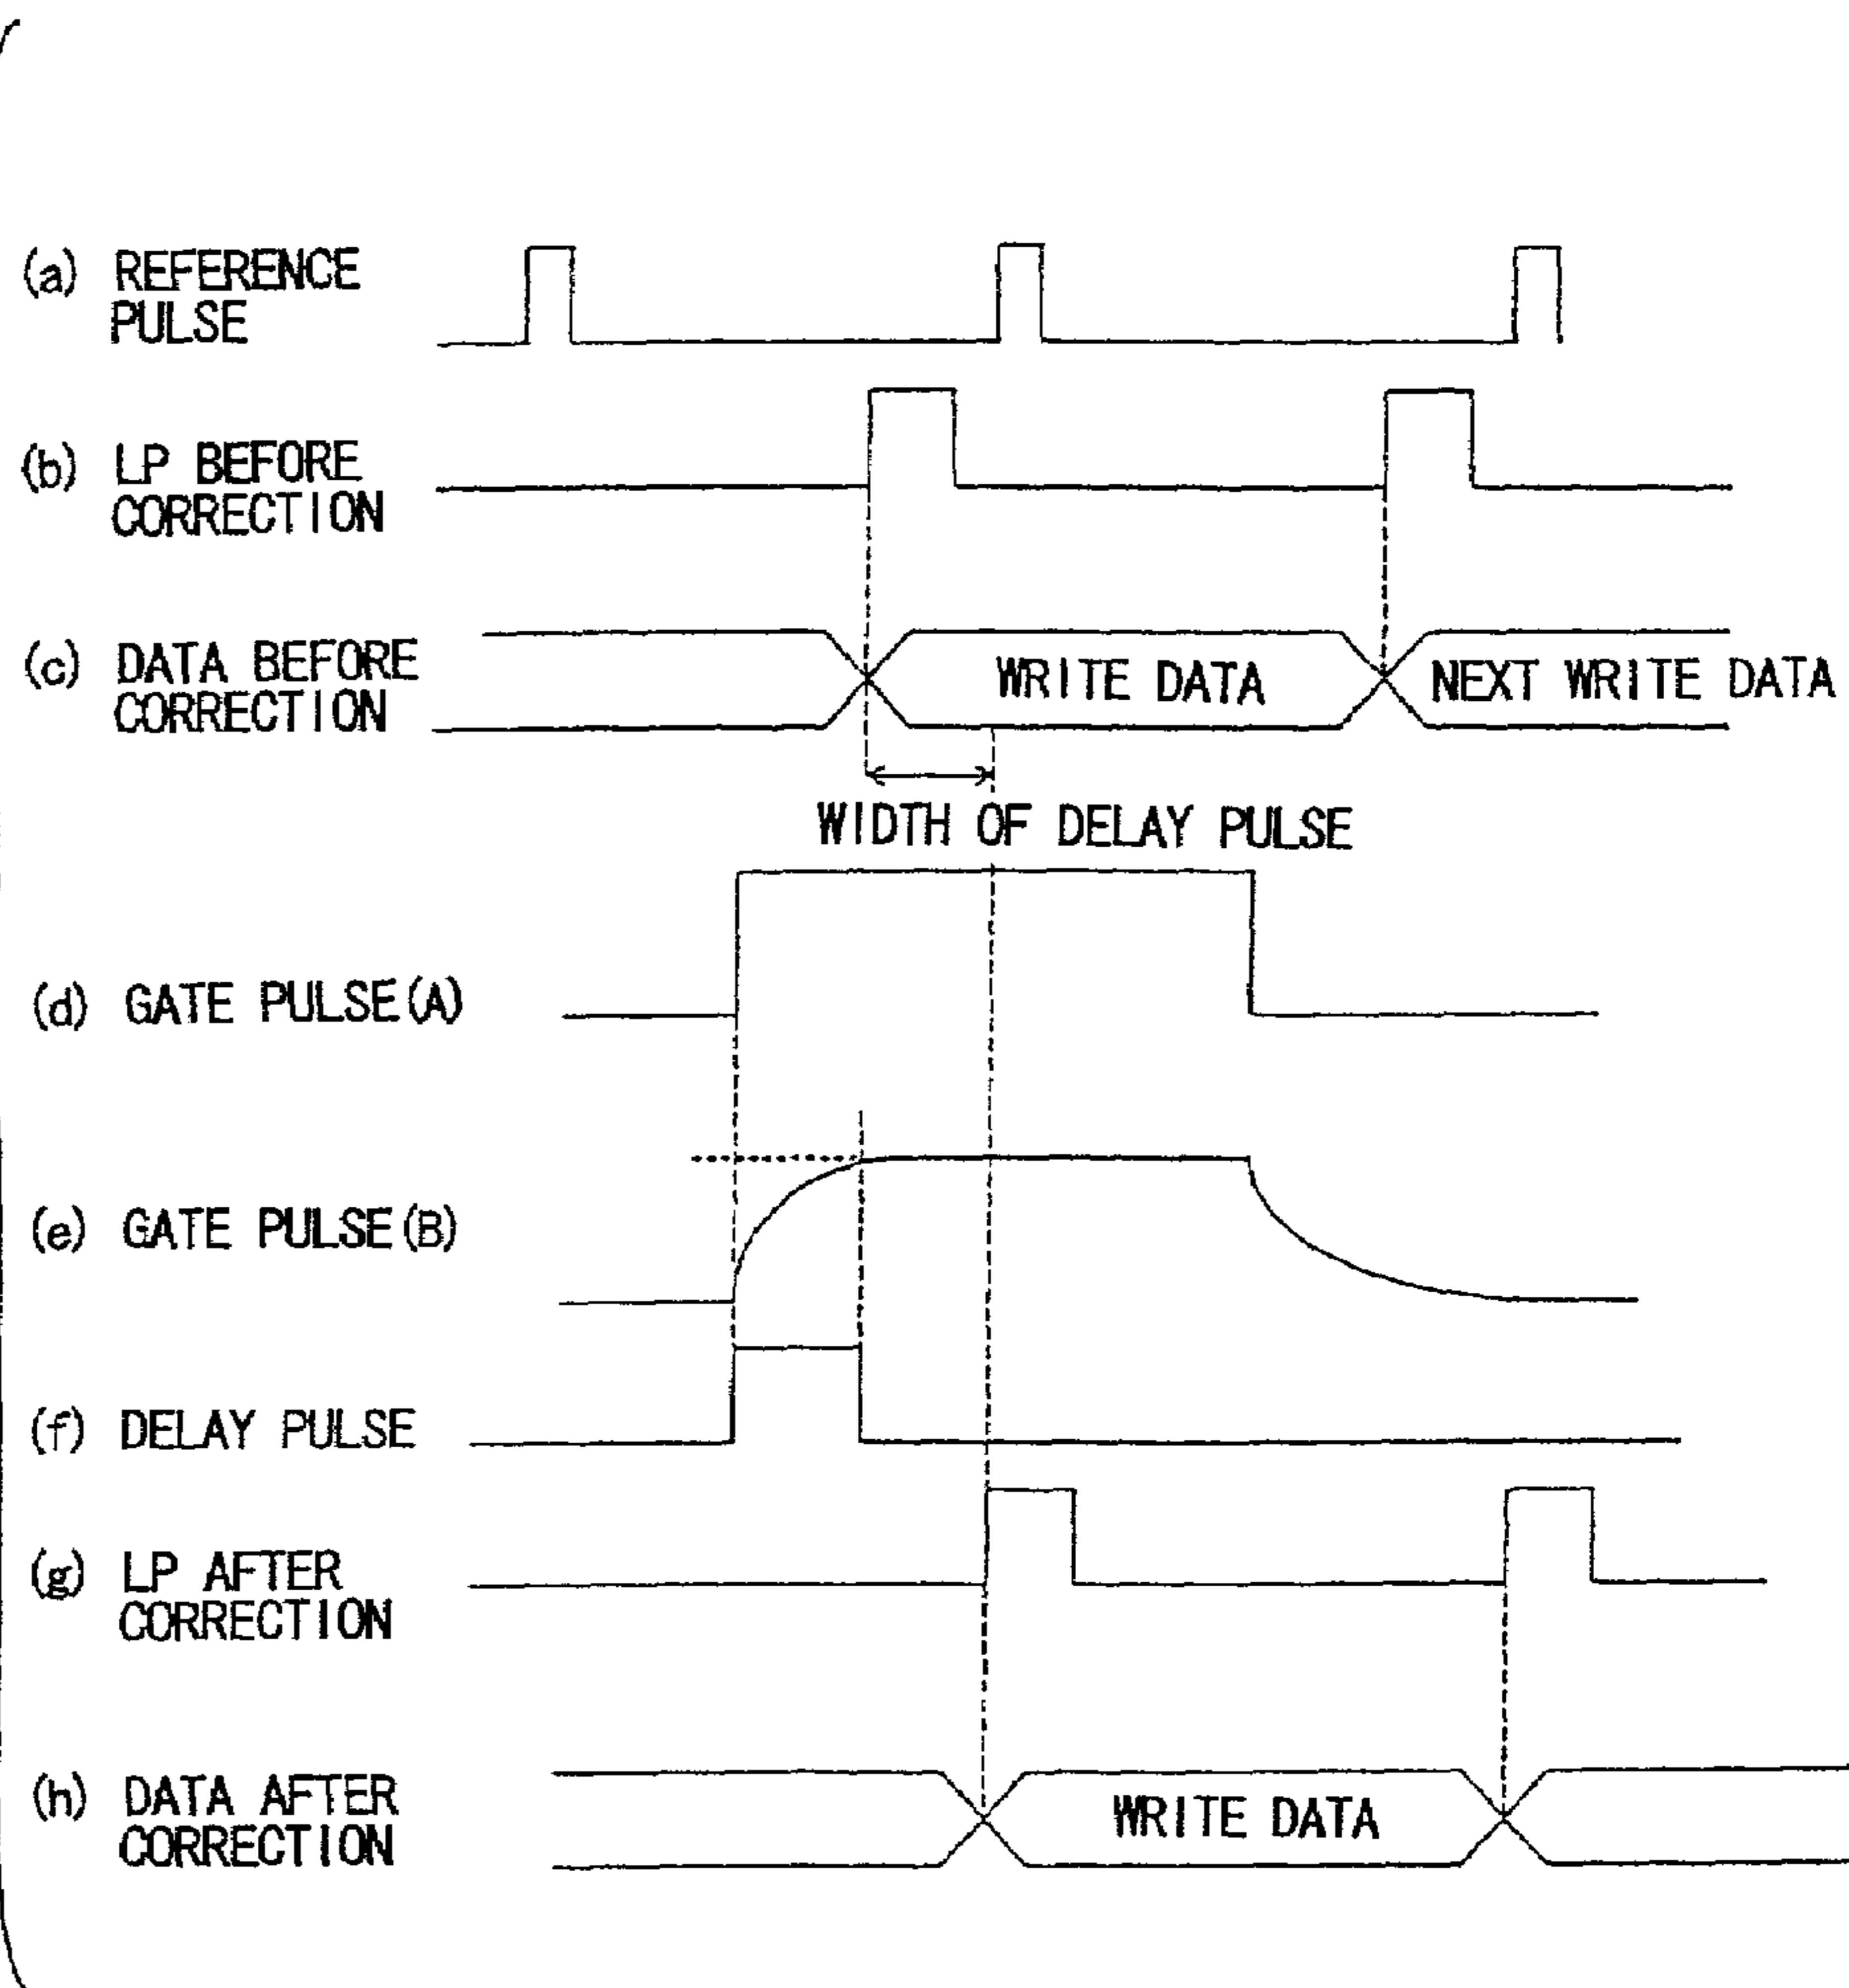 (a) REFERENCE
PULSE
(b) LP BEFORE
CORRECTION
(c) DATA BEFORE
CORRECTION
WRITE DATA
NEXT WRITE DATA
WIDTH OF DELAY PULSE
(d) GATE PULSE(A)
(e) GATE PULSE(B)
(f) DELAY PULSE
(g) LP AFTER
CORRECTION
(h) DATA AFTER
CORRECTION
WRITE DATA